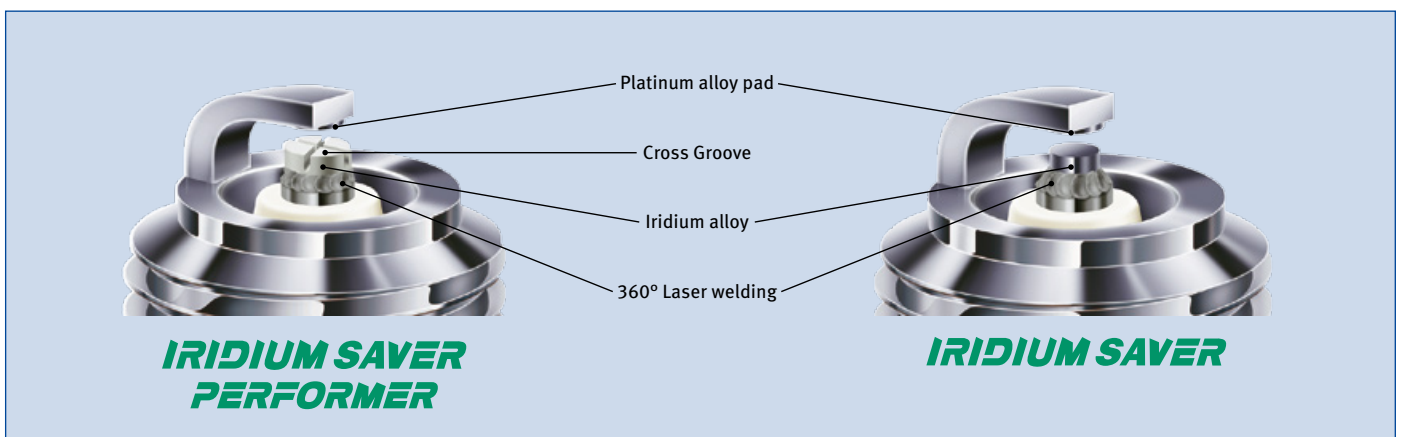 Platinum alloy pad
Cross Groove
Iridium alloy
360° Laser welding
IRIDIUM SAVER
PERFORMER
IRIDIUM SAVER